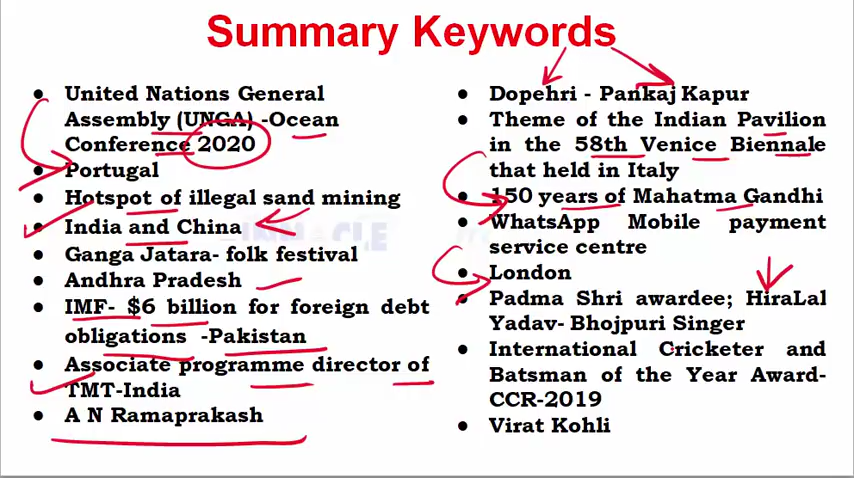 Summary Keywords
• United Nations General
Assembly (UNGA) -Ocean
Conference 2020
• Portugal
• Hotspot of illegal sand mining
• India and China
• Ganga Jatara- folk festival
• Andhra Pradesh
• IMF- $6 billion for foreign debt
obligations -Pakistan
• Associate programme director of
TMT-India
• A N Ramaprakash
• Dopehri - Pankaj Kapur
• Theme of the Indian Pavilion
in the 58th Venice Biennale
that held in Italy
• 150 years of Mahatma Gandhi
• WhatsApp Mobile payment
service centre
• London
• Padma Shri awardee; HiraLal
Yadav- Bhojpuri Singer
• International Cricketer and
Batsman of the Year Award-
CCR-2019
• Virat Kohli